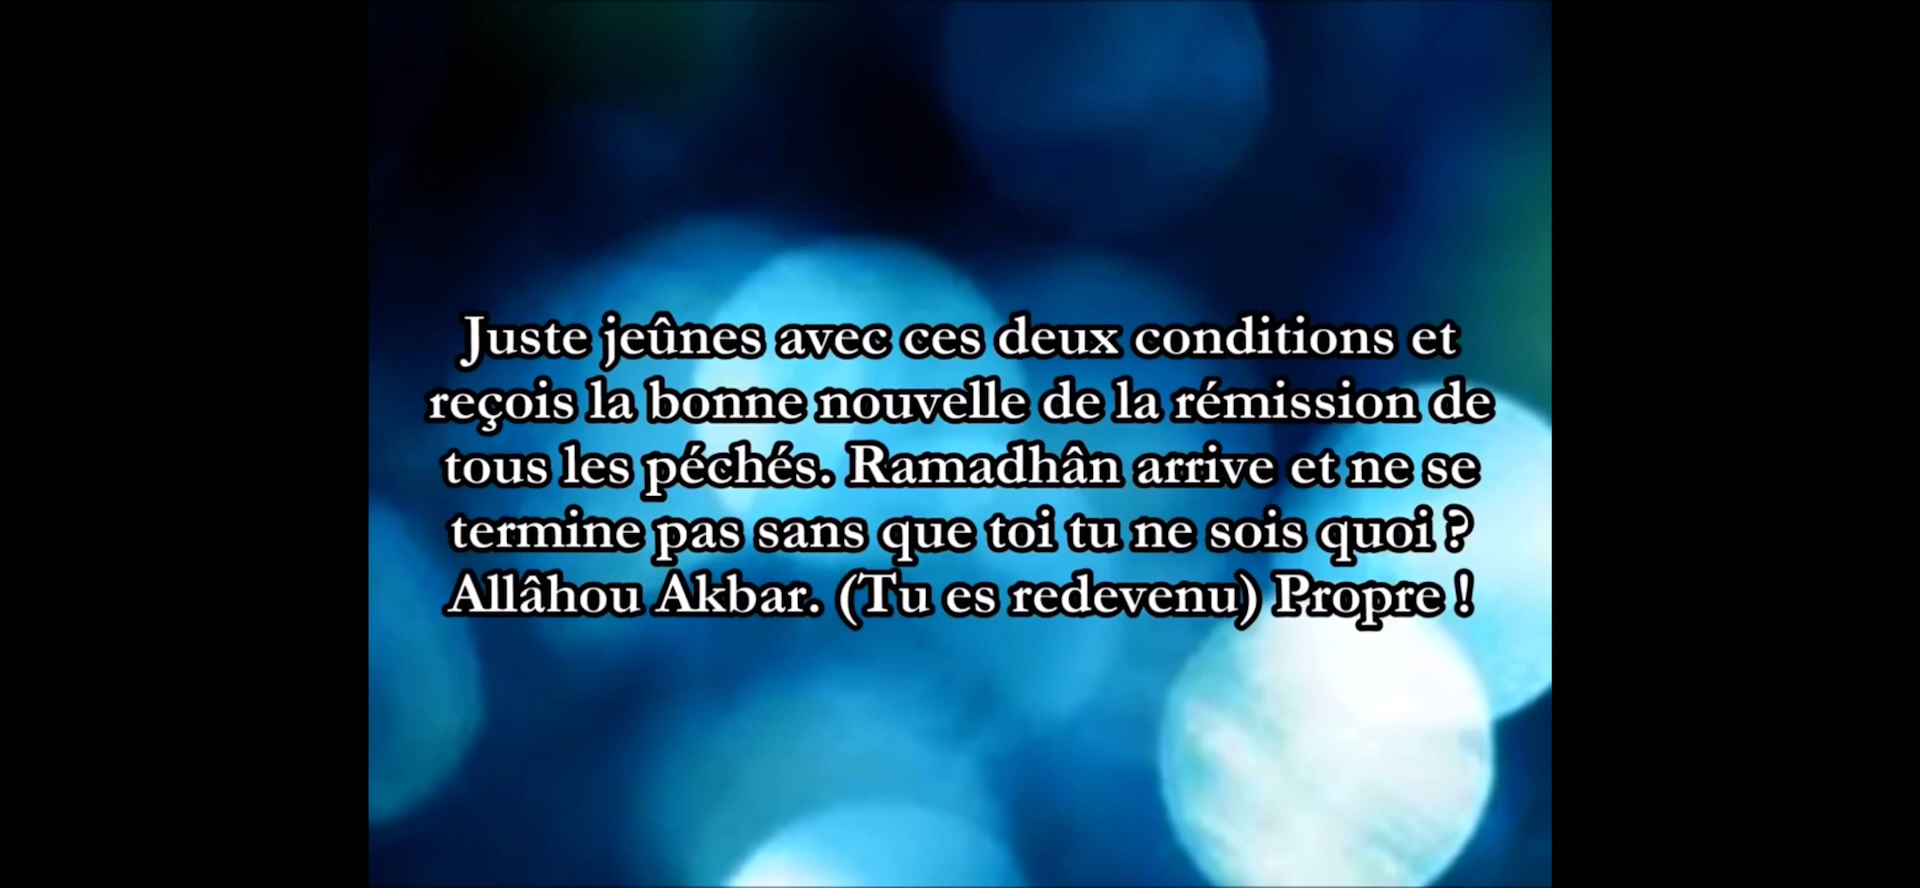 Juste jeûnes avec ces deux conditions et
reçois la bonne nouvelle de la rémission de
tous les péchés. Ramadhân arrive et ne se
termine pas sans que toi tu ne sois quoi ?
Allâhou Akbar. (Tu es redevenu) Propre !